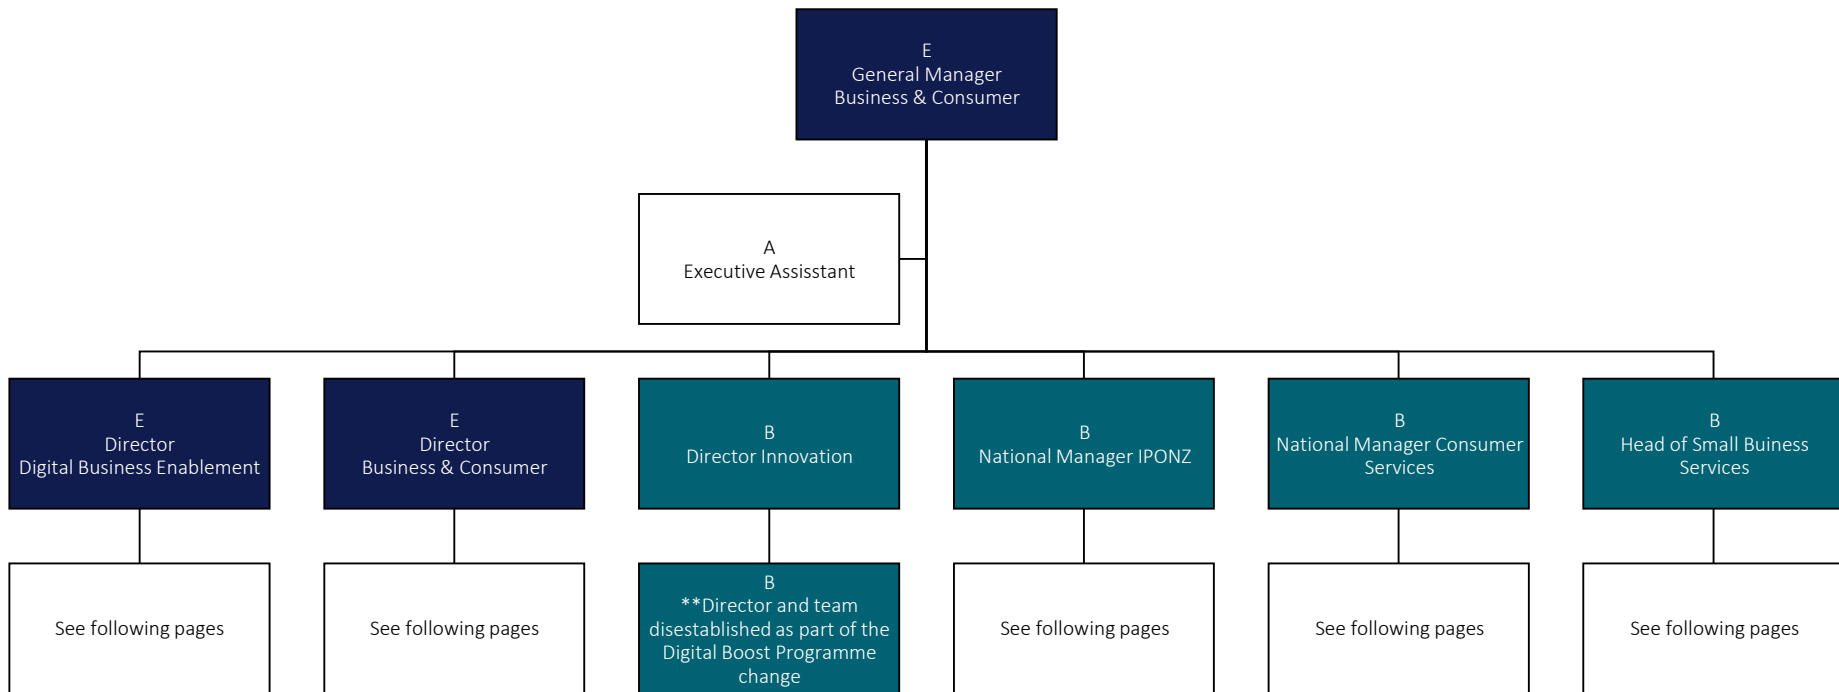 E
General Manager
Business & Consumer
A
Executive Assisstant
E
Director
Digital Business Enablement
E
Director
Business & Consumer
B
Director Innovation
B
National Manager IPONZ
B
National Manager Consumer
Services
B
Head of Small Buiness
Services
See following pages
See following pages
B
**Director and team
disestablished as part of the
Digital Boost Programme
change
See following pages
See following pages
See following pages